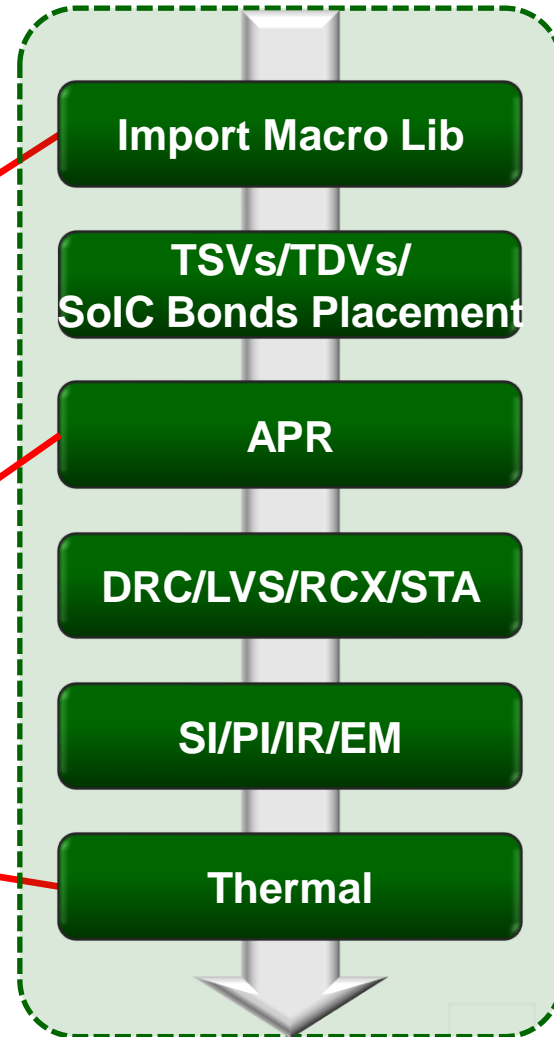 Import Macro Lib
TSVs/TDVs/
SoIC Bonds Placement
APR
DRC/LVS/RCX/STA
SI/PI/IR/EM
Thermal